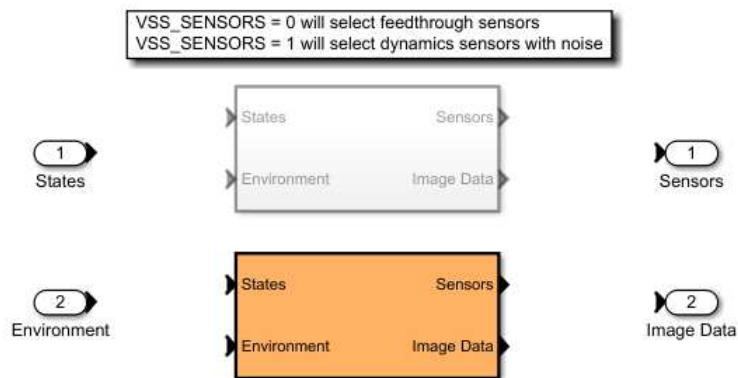 VSS_SENSORS = 0 will select feedthrough sensors
VSS_SENSORS = 1 will select dynamics sensors with noise
States Sensors
1 1
States Sensors
Environment Image Data
States Sensors
2 2
Environment Image Data
Environment Image Data